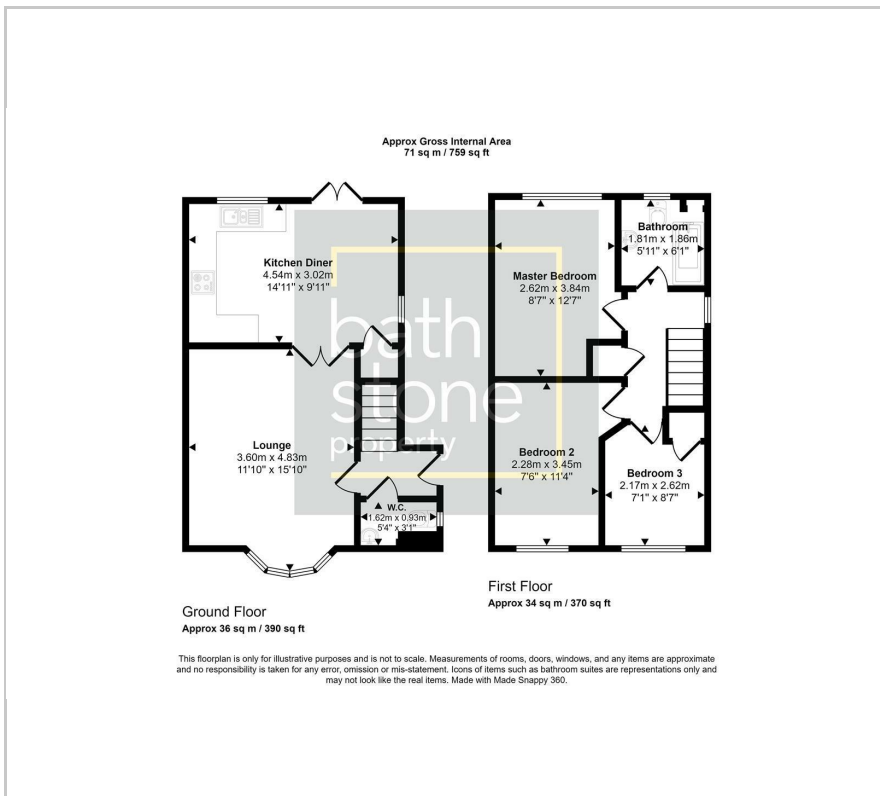 Approx Gross Internal Area
71 sq m / 759 sq ft
Kitchen Diner
4.54m x 3.02m
14'11" x 9'11"
Lounge
3.60m x 4.83m
11'10" x 15'10"
W.C.
1.62m x 0.93m
5'4" x 3'1"
Master Bedroom
2.62m x 3.84m
8'7" x 12'7"
Bathroom
1.81m x 1.86m
5'11" x 6'1"
Bedroom 2
2.28m x 3.45m
7'6" x 11'4"
Bedroom 3
2.17m x 2.62m
7'1" x 8'7"
bath
stone
property
Ground Floor
Approx 36 sq m / 390 sq ft
First Floor
Approx 34 sq m / 370 sq ft
This floorplan is only for illustrative purposes and is not to scale. Measurements of rooms, doors, windows, and any items are approximate
and no responsibility is taken for any error, omission or mis-statement. Icons of items such as bathroom suites are representations only and
may not look like the real items. Made with Made Snappy 360.